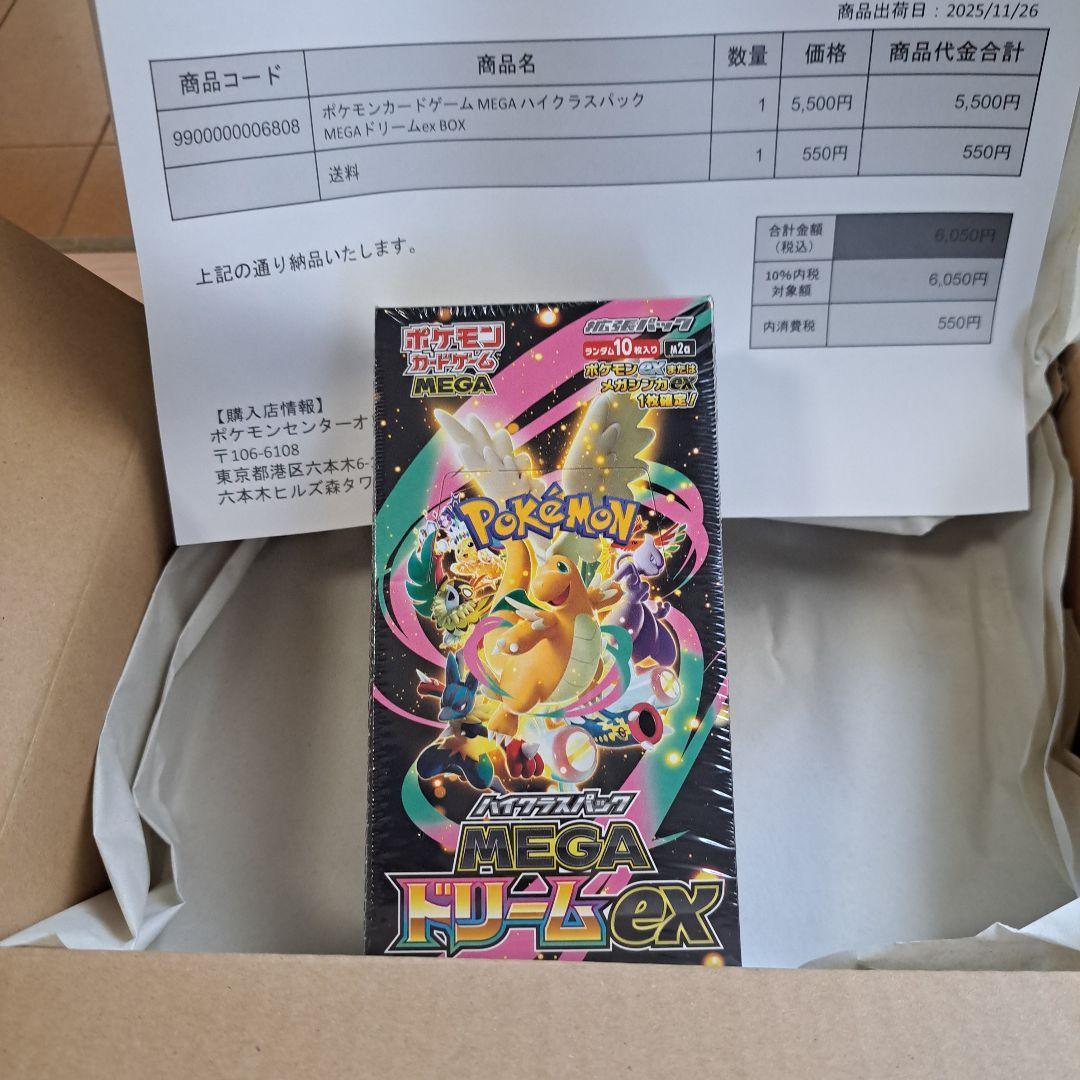 商品出荷日：2025/11/26
商品コード 商品名 数量 価格 商品代金合計
9900000006808 ポケモンカードゲーム MEGA ハイクラスパック 1 5,500円 5,500円
MEGAドリームex BOX
送料 1 550円 550円
上記の通り納品いたします。
合計金額 6,050円
（税込）
10%内税 6,050円
対象額
内消費税 550円
【購入店情報】
ポケモンセンターオ
〒106-6108
東京都港区六本木6-
六本木ヒルズ森タワ
ポケモン
カードゲーム
MEGA
拡張パック
ランダム10枚入り M2a
ポケモンexまたは
メガシンカex
1枚確定！
POKéMON
ハイクラスパック
MEGA
ドリームex